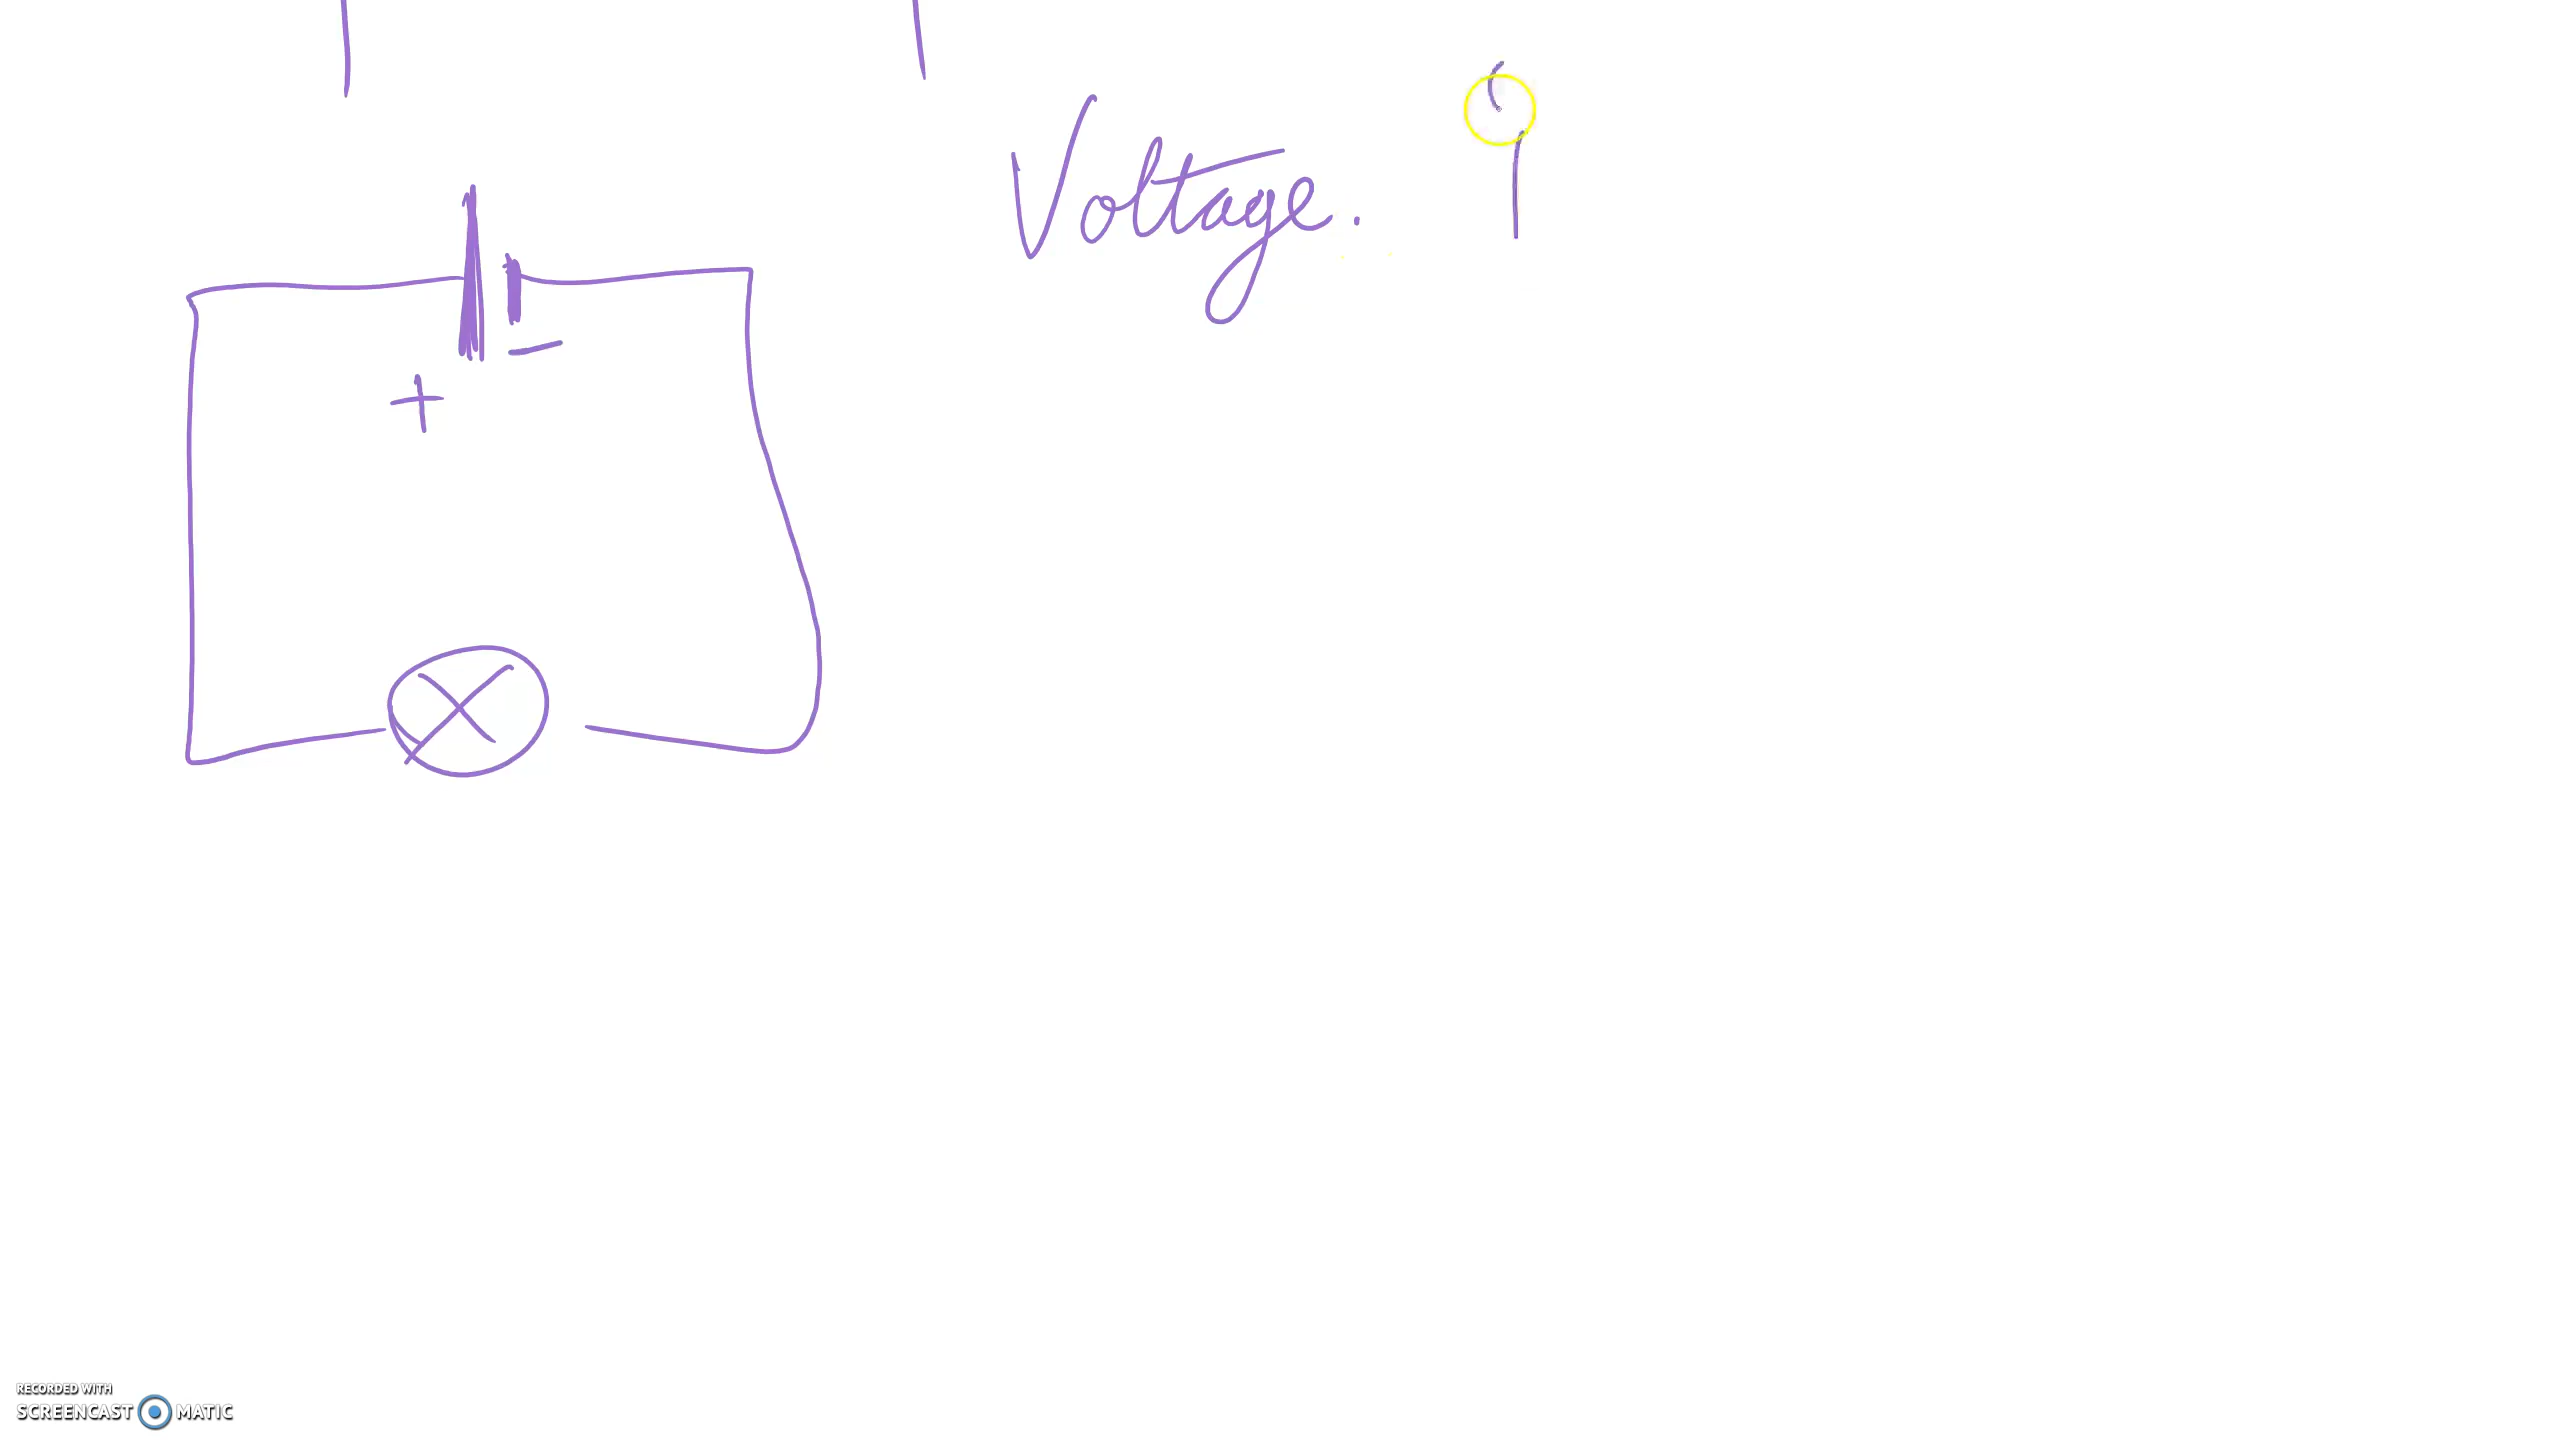 Voltage.
+
–
RECORDED WITH
SCREENCAST MATIC